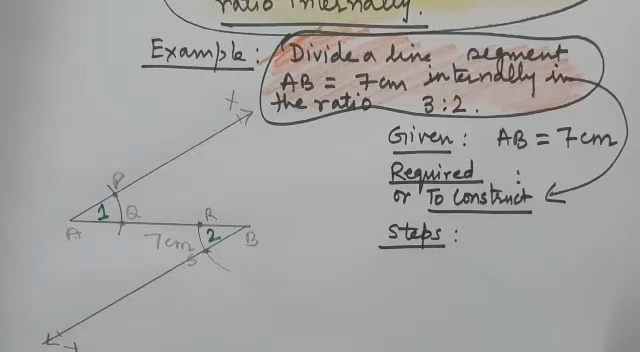 ratio internally.
Example: Divide a line segment
AB = 7cm internally in
the ratio 3:2.
Given: AB = 7cm
Required :
or To Construct
Steps:
X
P
1
Q
A
7cm
R
2
B
S
Y